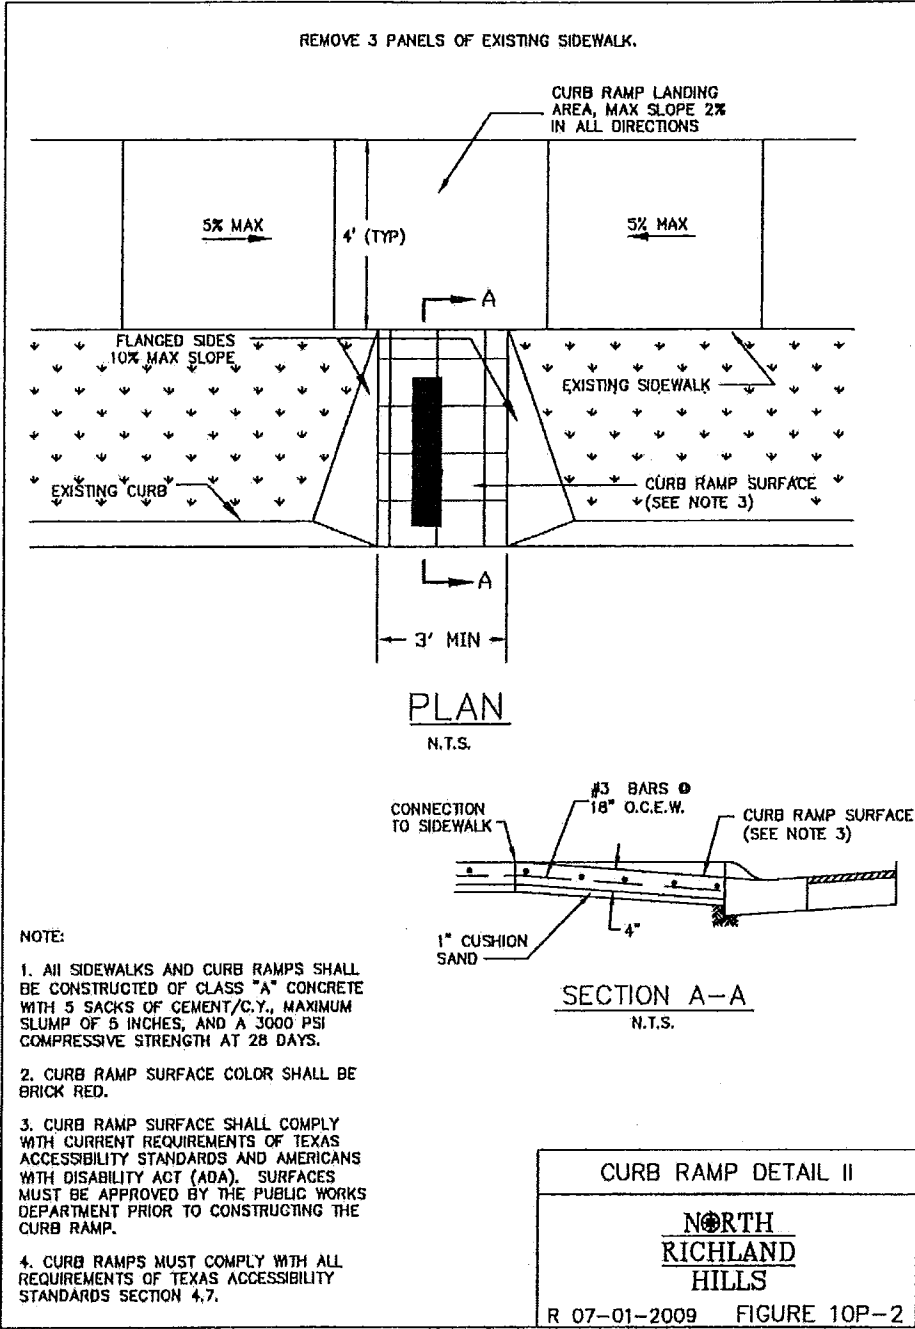 REMOVE 3 PANELS OF EXISTING SIDEWALK.
CURB RAMP LANDING
AREA, MAX SLOPE 2%
IN ALL DIRECTIONS
5% MAX
4' (TYP)
5% MAX
A
FLANGED SIDES
10% MAX SLOPE
EXISTING SIDEWALK
EXISTING CURB
CURB RAMP SURFACE
(SEE NOTE 3)
A
3' MIN
PLAN
N.T.S.
#3 BARS @
18" O.C.E.W.
CONNECTION
TO SIDEWALK
CURB RAMP SURFACE
(SEE NOTE 3)
1" CUSHION
SAND
4"
SECTION A-A
N.T.S.
NOTE:
1. All SIDEWALKS AND CURB RAMPS SHALL
BE CONSTRUCTED OF CLASS "A" CONCRETE
WITH 5 SACKS OF CEMENT/C.Y., MAXIMUM
SLUMP OF 5 INCHES, AND A 3000 PSI
COMPRESSIVE STRENGTH AT 28 DAYS.
2. CURB RAMP SURFACE COLOR SHALL BE
BRICK RED.
3. CURB RAMP SURFACE SHALL COMPLY
WITH CURRENT REQUIREMENTS OF TEXAS
ACCESSIBILITY STANDARDS AND AMERICANS
WITH DISABILITY ACT (ADA). SURFACES
MUST BE APPROVED BY THE PUBLIC WORKS
DEPARTMENT PRIOR TO CONSTRUCTING THE
CURB RAMP.
4. CURB RAMPS MUST COMPLY WITH ALL
REQUIREMENTS OF TEXAS ACCESSIBILITY
STANDARDS SECTION 4.7.
CURB RAMP DETAIL II
NORTH
RICHLAND
HILLS
R 07-01-2009 FIGURE 10P-2